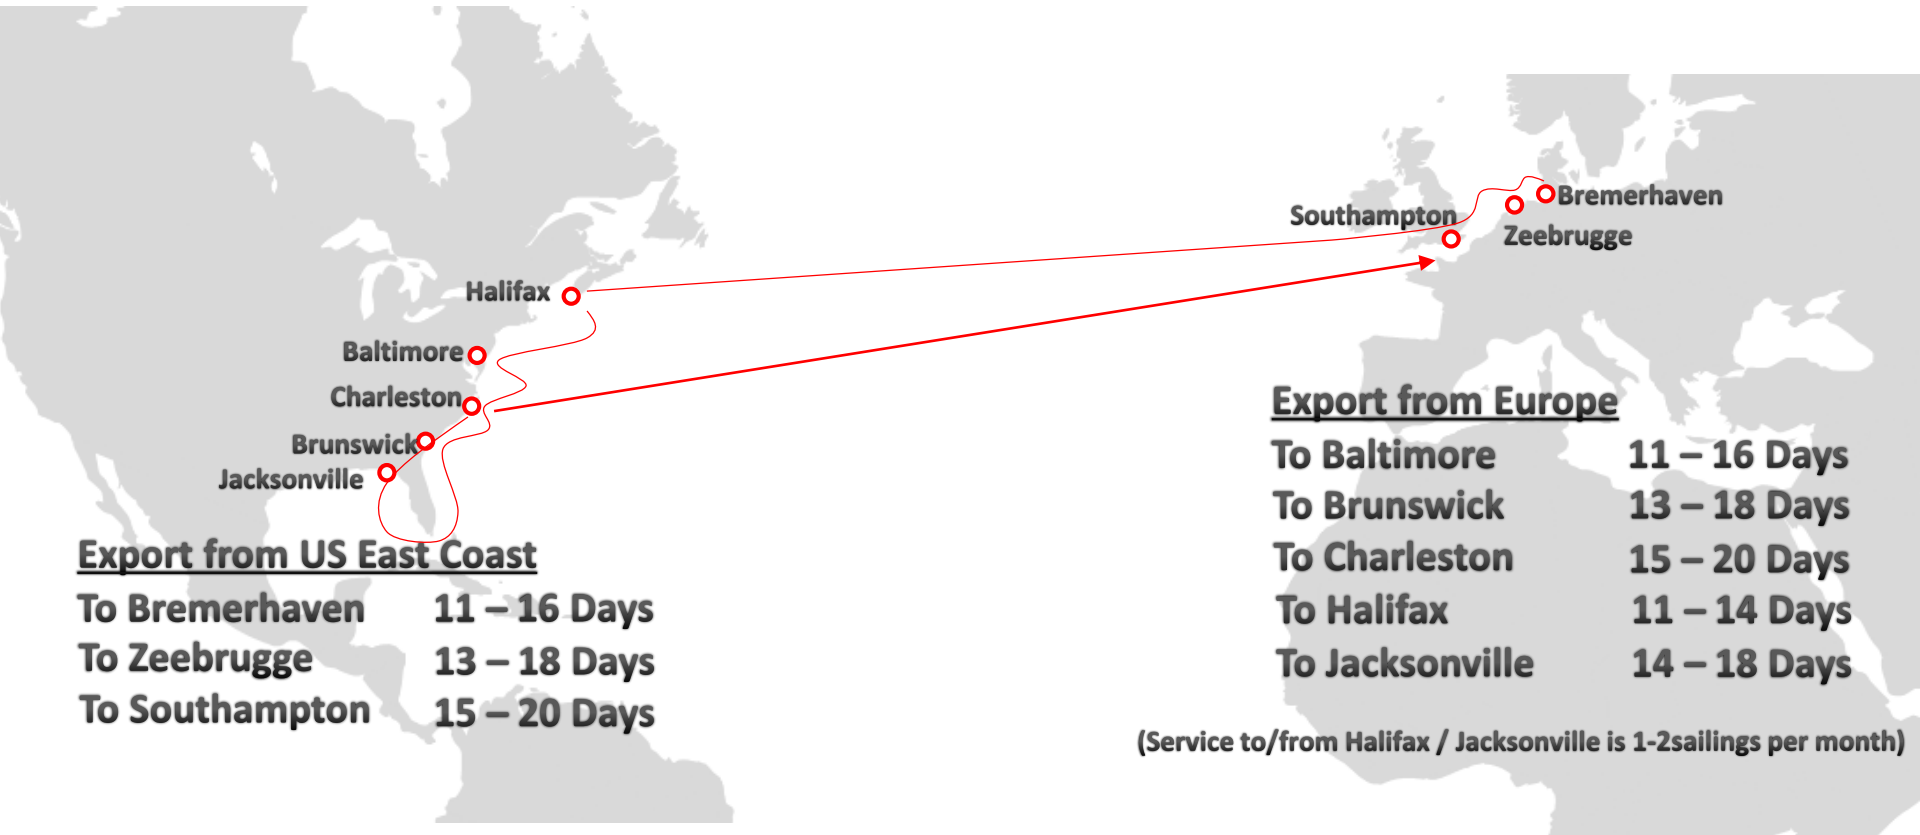 Southampton
Bremerhaven
Zeebrugge
Halifax
Baltimore
Charleston
Brunswick
Jacksonville
Export from US East Coast
To Bremerhaven 11 – 16 Days
To Zeebrugge 13 – 18 Days
To Southampton 15 – 20 Days
Export from Europe
To Baltimore 11 – 16 Days
To Brunswick 13 – 18 Days
To Charleston 15 – 20 Days
To Halifax 11 – 14 Days
To Jacksonville 14 – 18 Days
(Service to/from Halifax / Jacksonville is 1-2sailings per month)